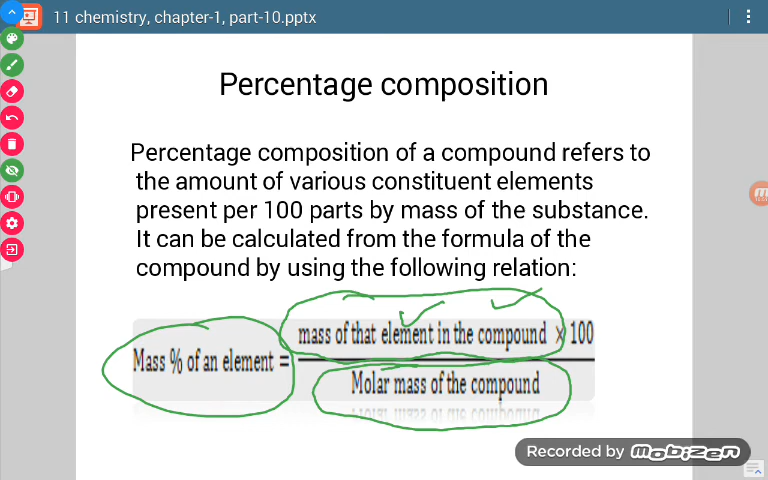 11 chemistry, chapter-1, part-10.pptx
Percentage composition
Percentage composition of a compound refers to
the amount of various constituent elements
present per 100 parts by mass of the substance.
It can be calculated from the formula of the
compound by using the following relation:
mass of that element in the compound × 100
Mass % of an element =
Molar mass of the compound
Recorded by mobizen